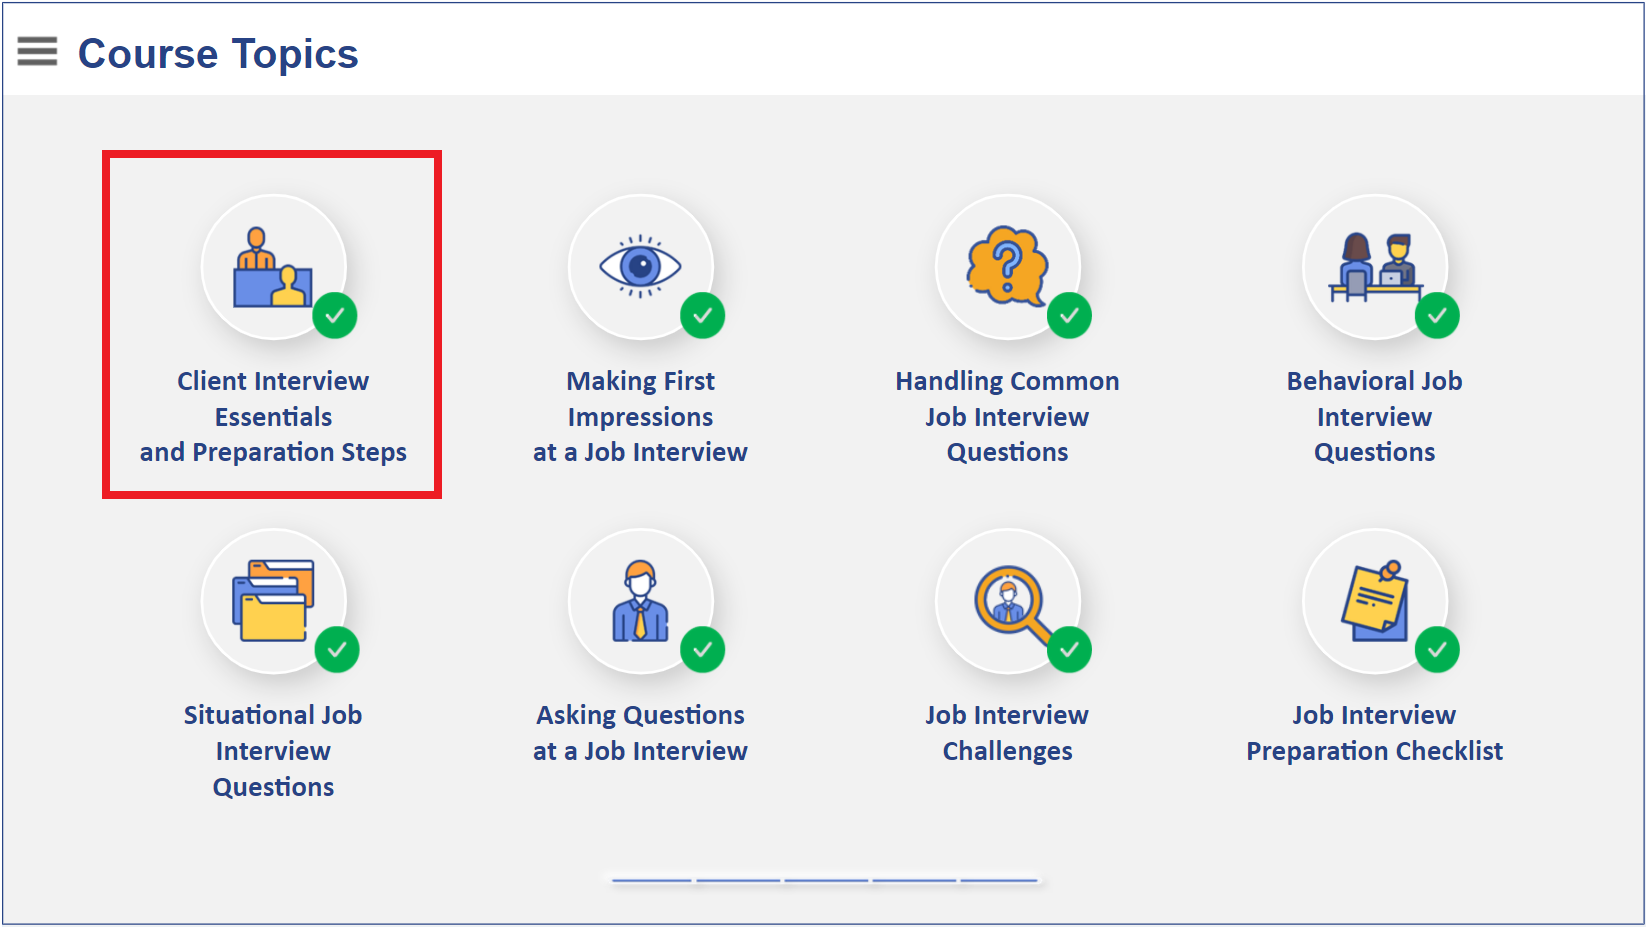 Course Topics
Client Interview
Essentials
and Preparation Steps
Making First
Impressions
at a Job Interview
Handling Common
Job Interview
Questions
Behavioral Job
Interview
Questions
Situational Job
Interview
Questions
Asking Questions
at a Job Interview
Job Interview
Challenges
Job Interview
Preparation Checklist